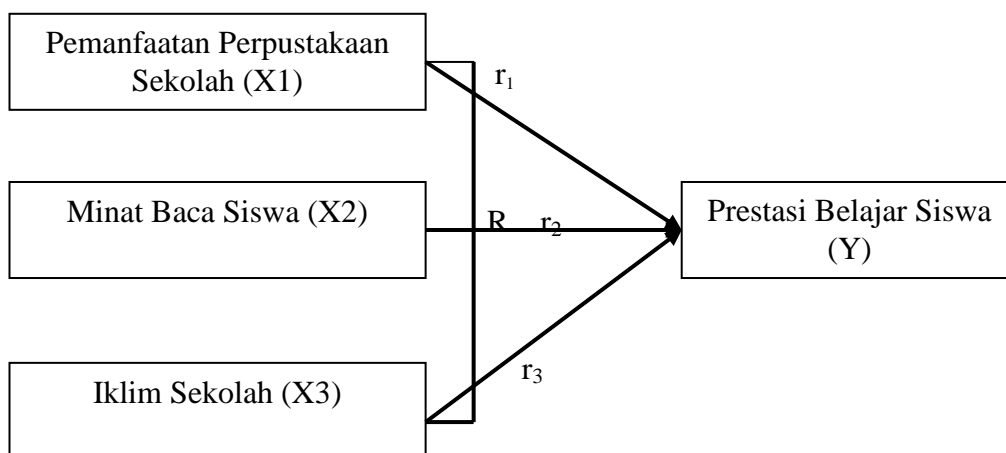 Pemanfaatan Perpustakaan
Sekolah (X1)
r₁
Minat Baca Siswa (X2)
R r₂
Prestasi Belajar Siswa
(Y)
r₃
Iklim Sekolah (X3)